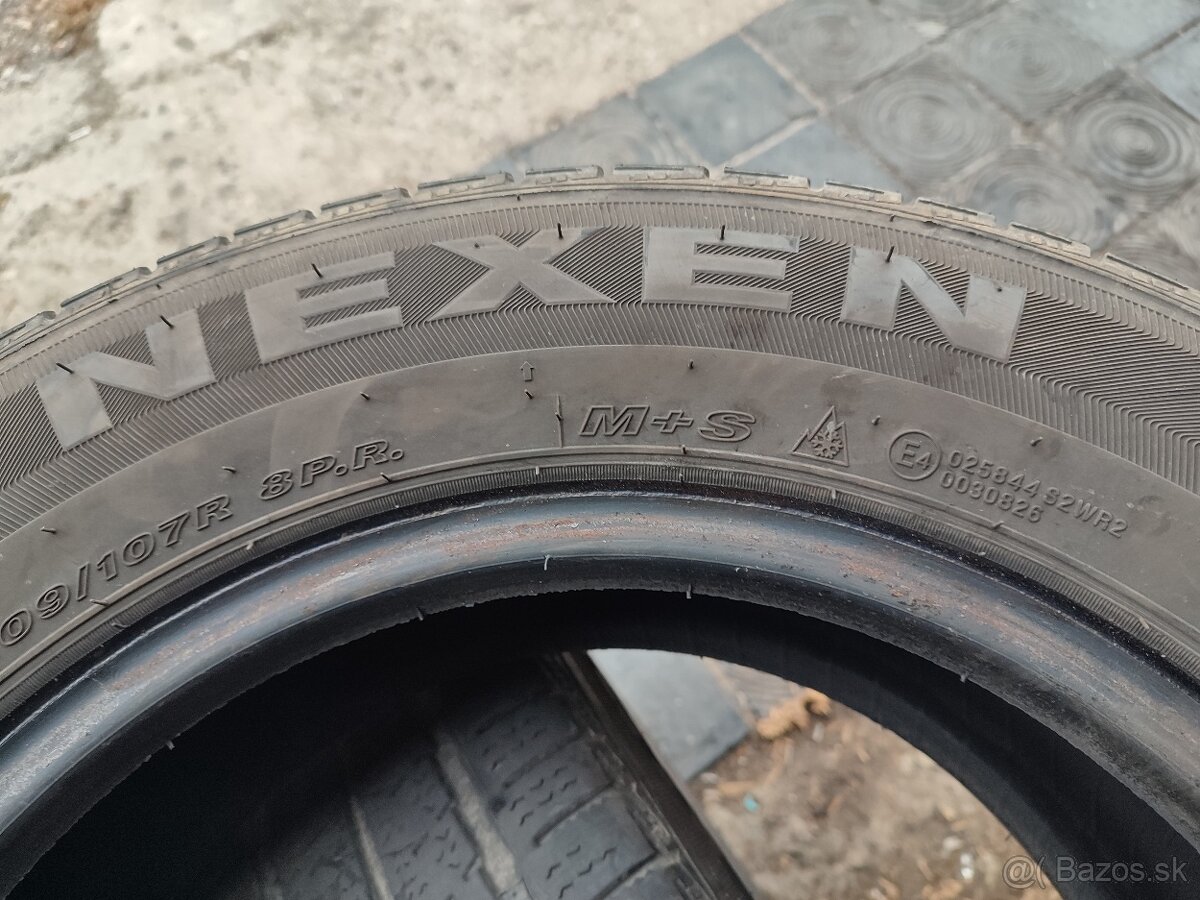 NEXEN
09/107R 8P.R.
M+S
E4
025844 S2WR2
0030826
@( Bazos.sk